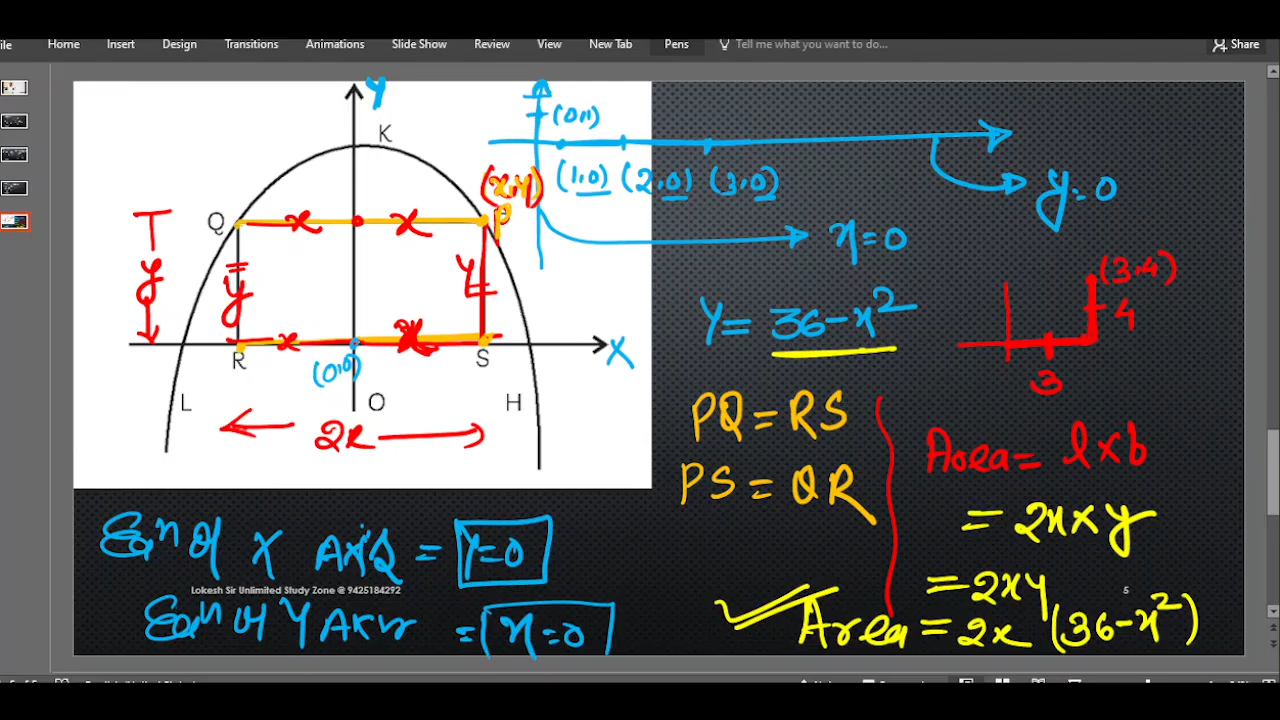 File Home Insert Design Transitions Animations Slide Show Review View New Tab Pens Tell me what you want to do... Share
Y
K
(0,1)
(x,y)
(1,0) (2,0) (3,0)
y=0
Q x x P
x=0
T
y
y
y
(3,4)
4
Y = 36-x²
R x x S X
(0,0)
3
L O H
2x
PQ = RS
PS = QR
Area = l×b
= 2x×y
= 2xy
Area = 2x (36-x²)
Eqn of X Axis = Y=0
Lokesh Sir Unlimited Study Zone @ 9425184292
5
Eqn of Y Axis = x=0